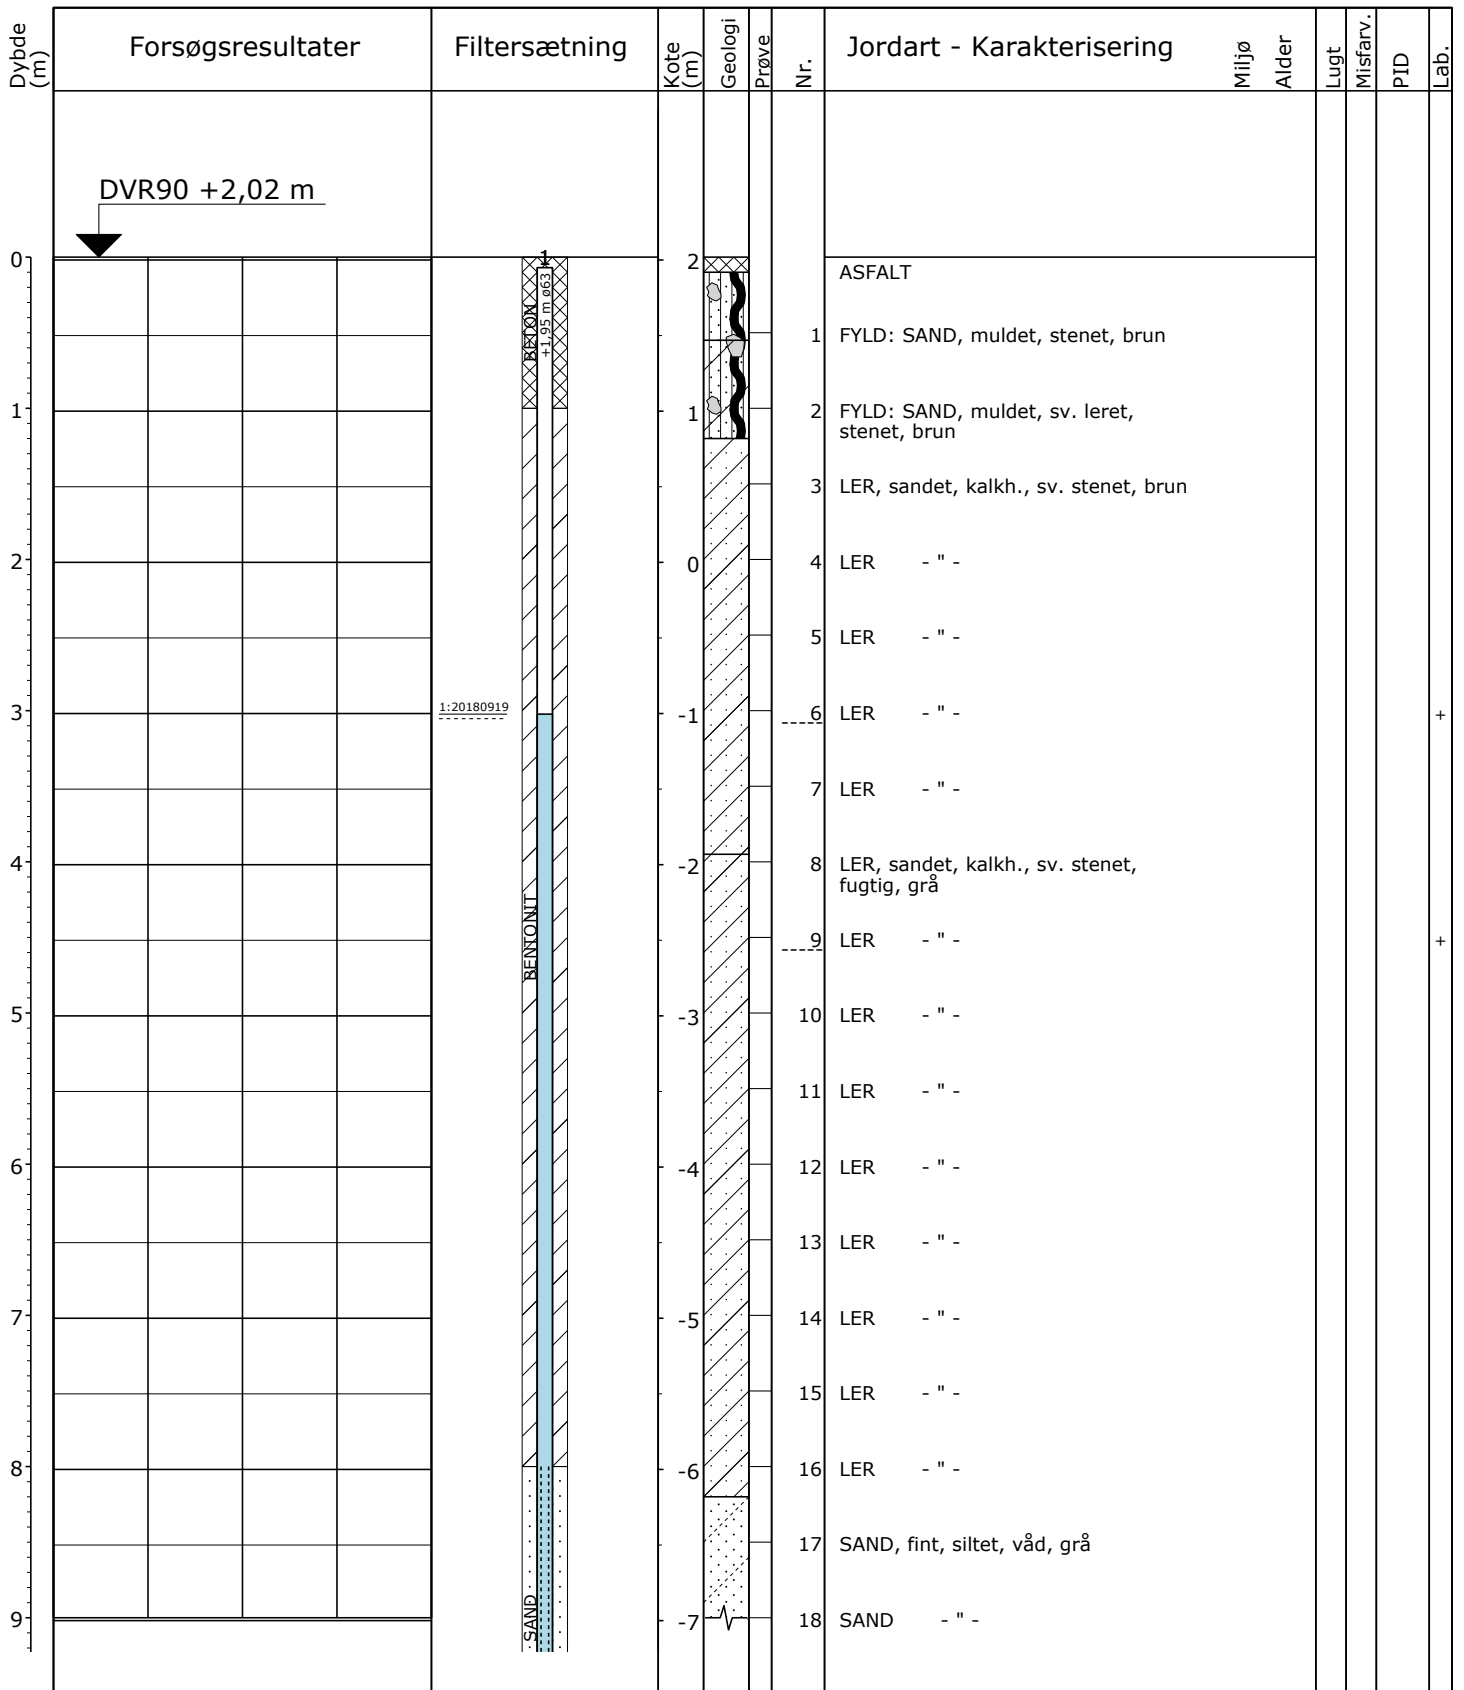 Dybde (m)
Forsøgsresultater
Filtersætning
Kote (m)
Geologi
Prøve
Nr.
Jordart - Karakterisering
Miljø
Alder
Lugt
Misfarv.
PID
Lab.
DVR90 +2,02 m
0
1
2
3
4
5
6
7
8
9
1
+1,95 m ø63
BETON
1:20180919
BENTONIT
SAND
2
1
0
-1
-2
-3
-4
-5
-6
-7
ASFALT
1 FYLD: SAND, muldet, stenet, brun
2 FYLD: SAND, muldet, sv. leret,
stenet, brun
3 LER, sandet, kalkh., sv. stenet, brun
4 LER - " -
5 LER - " -
6 LER - " - +
7 LER - " -
8 LER, sandet, kalkh., sv. stenet,
fugtig, grå
9 LER - " - +
10 LER - " -
11 LER - " -
12 LER - " -
13 LER - " -
14 LER - " -
15 LER - " -
16 LER - " -
17 SAND, fint, siltet, våd, grå
18 SAND - " -